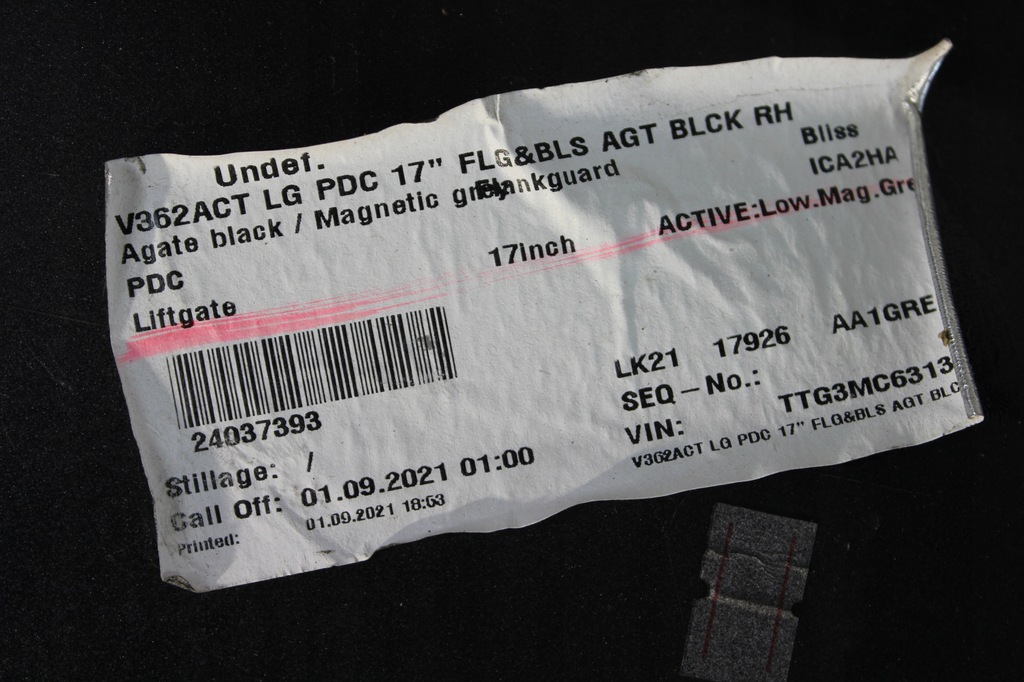 Undef.
V362ACT LG PDC 17" FLG&BLS AGT BLCK RH
Agate black / Magnetic grey Flankguard Bliss
PDC 17inch ICA2HA
Liftgate ACTIVE:Low.Mag.Gre
24037393
LK21 17926 AA1GRE
SEQ-No.:
VIN: TTG3MC6313
V362ACT LG PDC 17" FLG&BLS AGT BLC
Stillage: /
Call Off: 01.09.2021 01:00
Printed: 01.09.2021 18:53